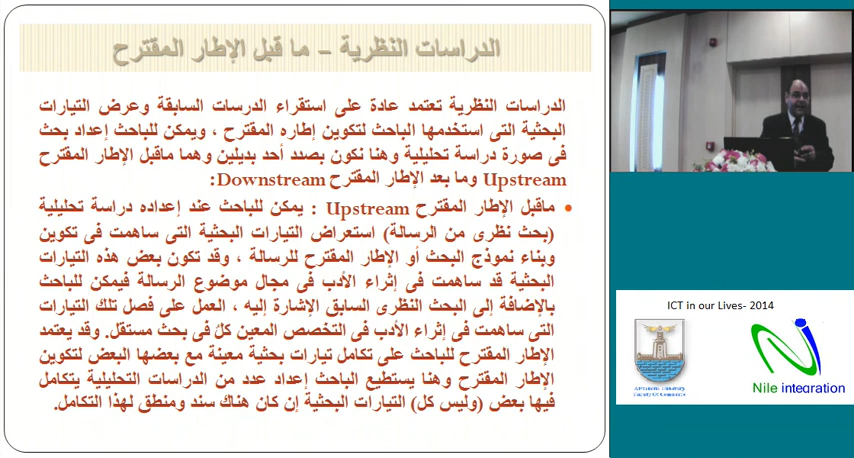 الدراسات النظرية – ما قبل الإطار المقترح
الدراسات النظرية تعتمد عادة على استقراء الدرسات السابقة وعرض التيارات
البحثية التى استخدمها الباحث لتكوين إطاره المقترح ، ويمكن للباحث إعداد بحث
فى صورة دراسة تحليلية وهنا نكون بصدد أحد بديلين وهما ماقبل الإطار المقترح
Upstream وما بعد الإطار المقترح Downstream:
• ماقبل الإطار المقترح Upstream : يمكن للباحث عند إعداده دراسة تحليلية
(بحث نظرى من الرسالة) استعراض التيارات البحثية التى ساهمت فى تكوين
وبناء نموذج البحث أو الإطار المقترح للرسالة ، وقد تكون بعض هذه التيارات
البحثية قد ساهمت فى إثراء الأدب فى مجال موضوع الرسالة فيمكن للباحث
بالإضافة إلى البحث النظرى السابق الإشارة إليه ، العمل على فصل تلك التيارات
التى ساهمت فى إثراء الأدب فى التخصص المعين كلٌ فى بحث مستقل. وقد يعتمد
الإطار المقترح للباحث على تكامل تيارات بحثية معينة مع بعضها البعض لتكوين
الإطار المقترح وهنا يستطيع الباحث إعداد عدد من الدراسات التحليلية يتكامل
فيها بعض (وليس كل) التيارات البحثية إن كان هناك سند ومنطق لهذا التكامل.
ICT in our Lives- 2014
Nile integration